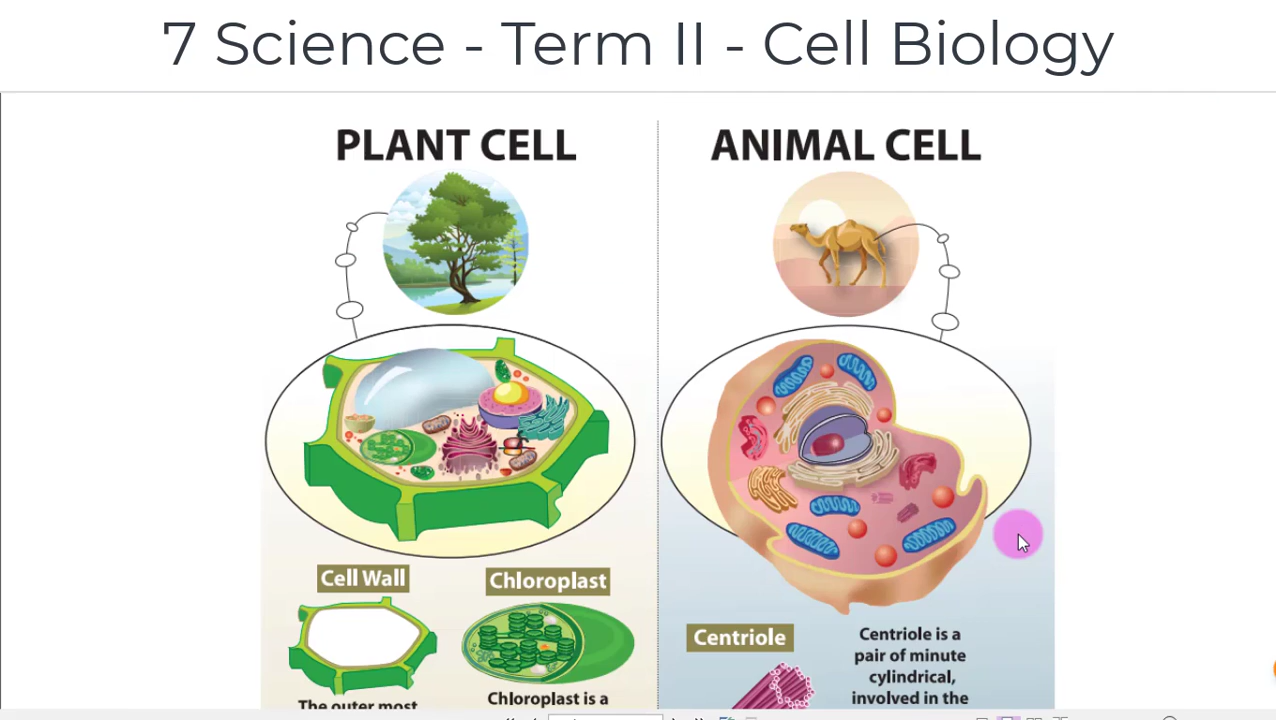 7 Science - Term II - Cell Biology
PLANT CELL
ANIMAL CELL
Cell Wall
Chloroplast
The outer most
Chloroplast is a
Centriole
Centriole is a
pair of minute
cylindrical,
involved in the